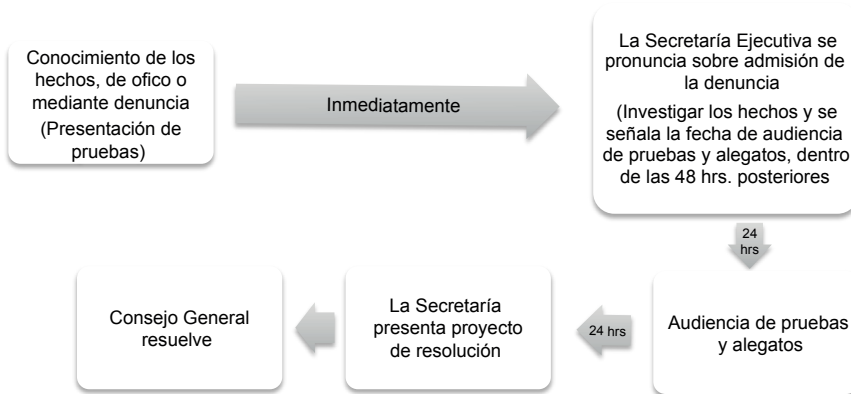 Conocimiento de los
hechos, de ofico o
mediante denuncia
(Presentación de
pruebas)
Inmediatamente
La Secretaría Ejecutiva se
pronuncia sobre admisión de
la denuncia
(Investigar los hechos y se
señala la fecha de audiencia
de pruebas y alegatos, dentro
de las 48 hrs. posteriores
24
hrs
Audiencia de pruebas
y alegatos
24 hrs
La Secretaría
presenta proyecto
de resolución
Consejo General
resuelve